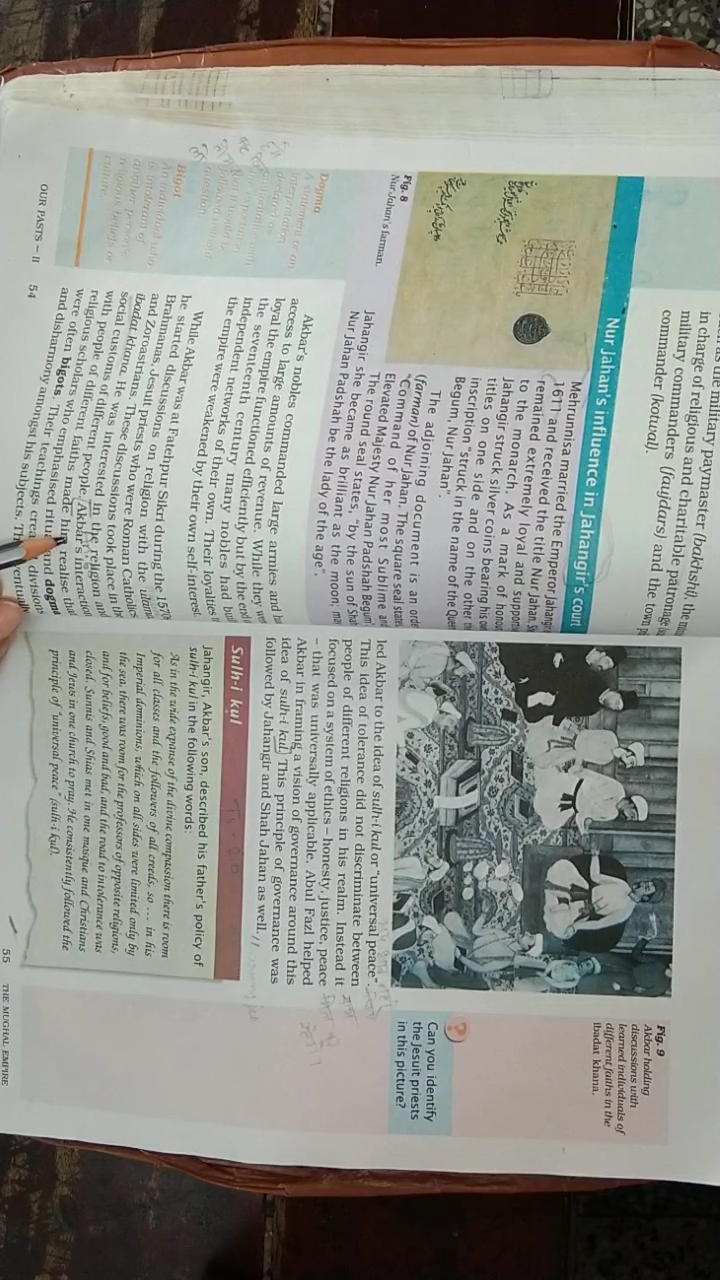 in charge of religious and charitable patronage
military commanders (faujdars) and the town
commander (kotwal).
Nur Jahan's influence in Jahangir's court
Mehrunnisa married the Emperor Jahangir
1611 and received the title Nur Jahan.
remained extremely loyal and
to the monarch. As a mark of honour
Jahangir struck silver coins bearing his own
titles on one side and on the other
inscription "struck in the name of the
Begum, Nur Jahan".
The adjoining document is an
(farman) of Nur Jahan. The square seal
"Command of her most Sublime
Elevated Majesty Nur Jahan Padshah
The round seal states, "by the sun of
Jahangir she became as brilliant as the moon;
Nur Jahan Padshah be the lady of the age".
Fig. 8
Nur Jahan's farman.
Akbar's nobles commanded large armies and
access to large amounts of revenue. While they
loyal the empire functioned efficiently but by the end
the seventeenth century many nobles had
independent networks of their own. Their loyalties
the empire were weakened by their own self-interest.
While Akbar was at Fatehpur Sikri during the
he started discussions on religion with the
Brahmanas, Jesuit priests who were Roman Catholics
and Zoroastrians. These discussions took place in
ibadat khana. He was interested in the religion
social customs of different people. Akbar's
with people of different faiths made him realise
religious scholars who emphasised ritual and
were often bigots. Their teachings divisions
and disharmony amongst his subjects.
Dogma
A statement or an
interpretation
declared as
Bigot
An individual who
is intolerant of
another person's
religious beliefs or
culture
OUR PASTS – II
54
Fig. 9
Akbar holding
discussions with
learned individuals of
different faiths in the
ibadat khana.
?
Can you identify
the Jesuit priests
in this picture?
led Akbar to the idea of sulh-i kul or "universal peace".
This idea of tolerance did not discriminate between
people of different religions in his realm. Instead it
focused on a system of ethics – honesty, justice, peace
– that was universally applicable. Abul Fazl helped
Akbar in framing a vision of governance around this
idea of sulh-i kul. This principle of governance was
followed by Jahangir and Shah Jahan as well.
Sulh-i kul
Jahangir, Akbar's son, described his father's policy of
sulh-i kul in the following words:
As in the wide expanse of the divine compassion there is room
for all classes and the followers of all creeds, so … in his
Imperial dominions, which on all sides were limited only by
the sea, there was room for the professors of opposite religions,
and for beliefs, good and bad, and the road to intolerance was
closed. Sunnis and Shias met in one mosque and Christians
and Jews in one church to pray. He consistently followed the
principle of "universal peace" (sulh-i kul).
55
THE MUGHAL EMPIRE